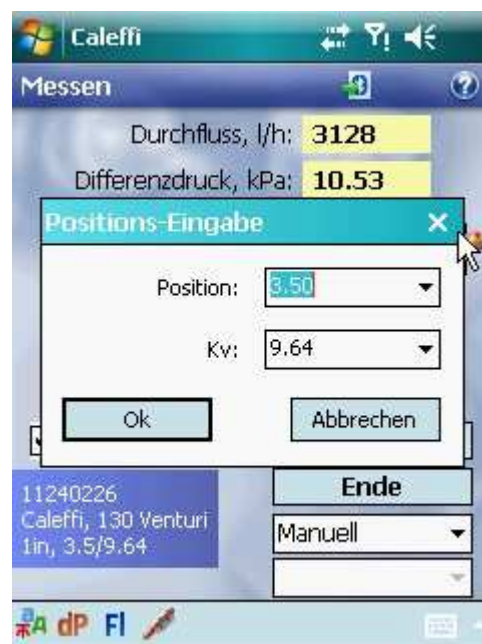 Caleffi
Messen
Durchfluss, l/h: 3128
Differenzdruck, kPa: 10.53
Positions-Eingabe
Position: 3.50
Kv: 9.64
Ok Abbrechen
Ende
11240226
Caleffi, 130 Venturi
1in, 3.5/9.64
Manuell
A dP Fl